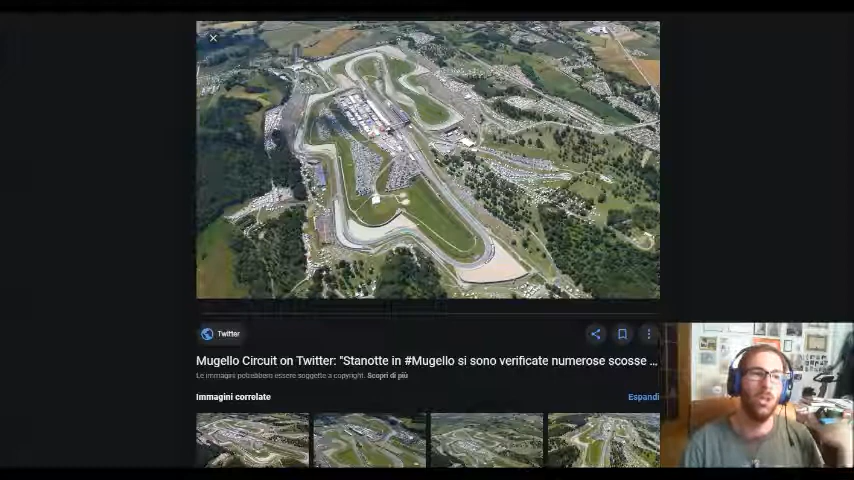 Twitter
Mugello Circuit on Twitter: "Stanotte in #Mugello si sono verificate numerose scosse ...
Le immagini potrebbero essere soggette a copyright. Scopri di più
Immagini correlate
Espandi